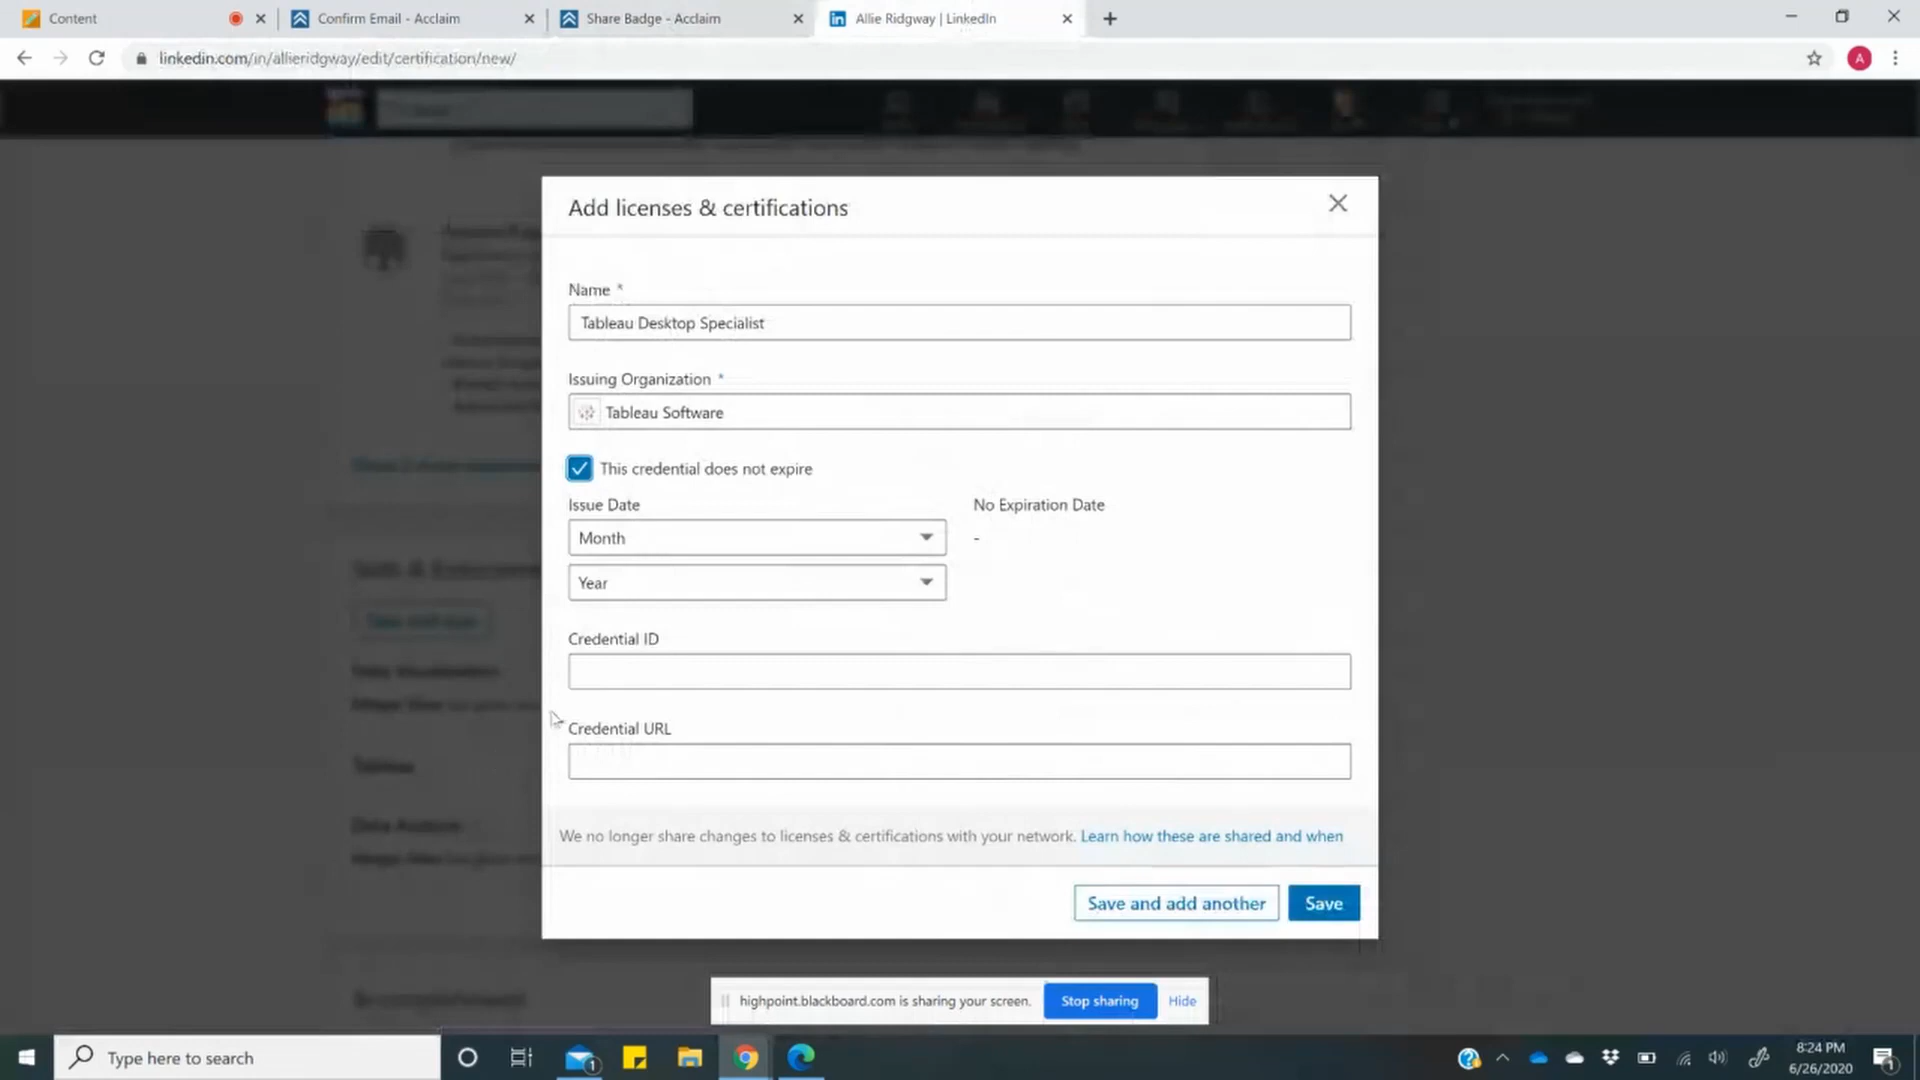 Content
Confirm Email - Acclaim
Share Badge - Acclaim
Allie Ridgway | LinkedIn
linkedin.com/in/allieridgway/edit/certification/new/
A
Add licenses & certifications
Name *
Tableau Desktop Specialist
Issuing Organization *
Tableau Software
This credential does not expire
Issue Date
No Expiration Date
Month
-
Year
Credential ID
Credential URL
We no longer share changes to licenses & certifications with your network. Learn how these are shared and when
Save and add another
Save
highpoint.blackboard.com is sharing your screen.
Stop sharing
Hide
Type here to search
1
8:24 PM
6/26/2020
1